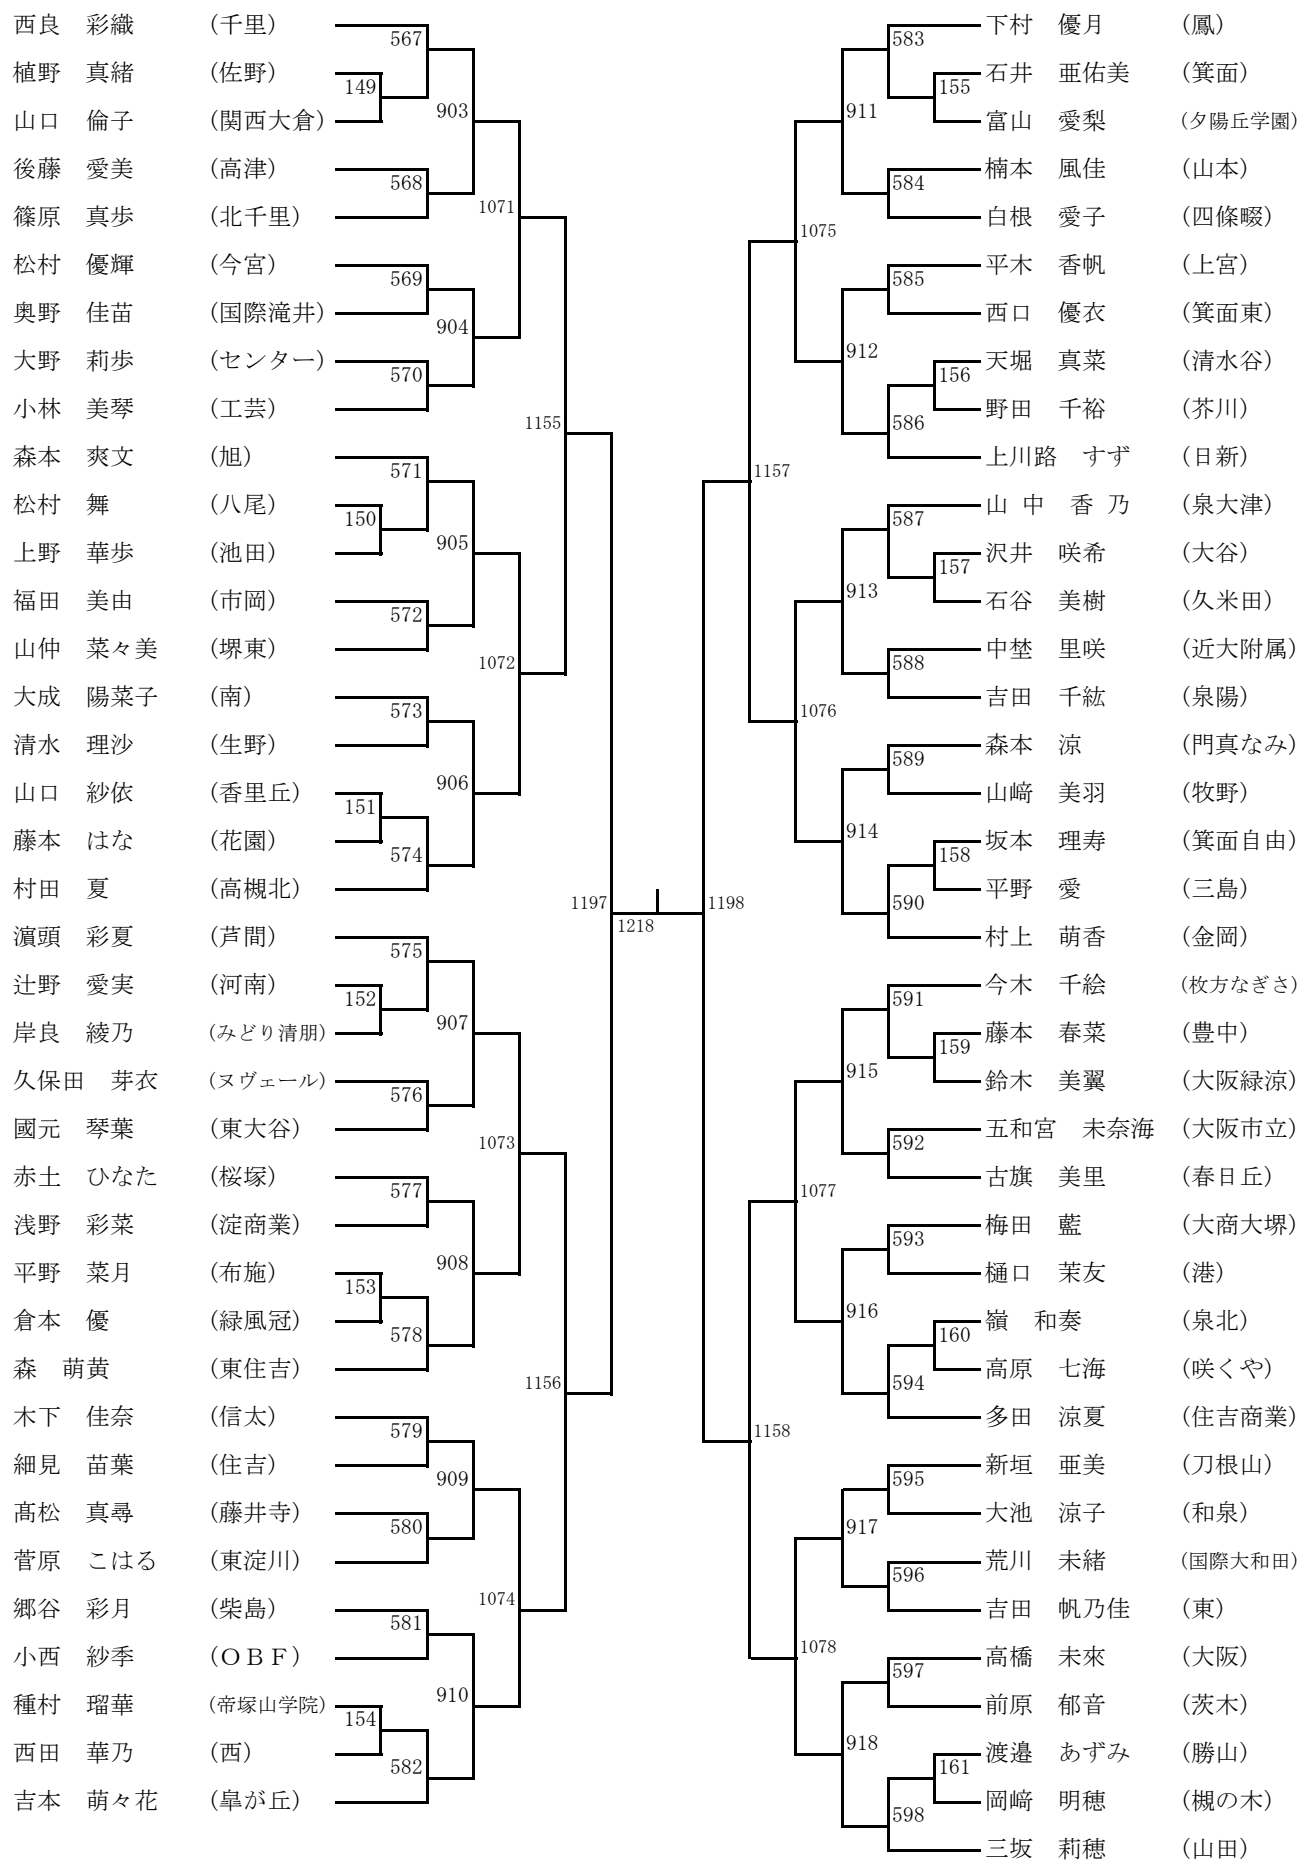 西良　彩織　(千里)
植野　真緒　(佐野)
山口　倫子　(関西大倉)
後藤　愛美　(高津)
篠原　真歩　(北千里)
松村　優輝　(今宮)
奥野　佳苗　(国際滝井)
大野　莉歩　(センター)
小林　美琴　(工芸)
森本　爽文　(旭)
松村　舞　(八尾)
上野　華歩　(池田)
福田　美由　(市岡)
山仲　菜々美　(堺東)
大成　陽菜子　(南)
清水　理沙　(生野)
山口　紗依　(香里丘)
藤本　はな　(花園)
村田　夏　(高槻北)
濵頭　彩夏　(芦間)
辻野　愛実　(河南)
岸良　綾乃　(みどり清朋)
久保田　芽衣　(ヌヴェール)
國元　琴葉　(東大谷)
赤土　ひなた　(桜塚)
浅野　彩菜　(淀商業)
平野　菜月　(布施)
倉本　優　(緑風冠)
森　萌黄　(東住吉)
木下　佳奈　(信太)
細見　苗葉　(住吉)
髙松　真尋　(藤井寺)
菅原　こはる　(東淀川)
郷谷　彩月　(柴島)
小西　紗季　(ＯＢＦ)
種村　瑠華　(帝塚山学院)
西田　華乃　(西)
吉本　萌々花　(皐が丘)
149
150
151
152
153
154
567
568
569
570
571
572
573
574
575
576
577
578
579
580
581
582
903
904
905
906
907
908
909
910
1071
1072
1073
1074
1155
1156
1197
1218
1198
1157
1158
1075
1076
1077
1078
911
912
913
914
915
916
917
918
583
584
585
586
587
588
589
590
591
592
593
594
595
596
597
598
155
156
157
158
159
160
161
下村　優月　(鳳)
石井　亜佑美　(箕面)
富山　愛梨　(夕陽丘学園)
楠本　風佳　(山本)
白根　愛子　(四條畷)
平木　香帆　(上宮)
西口　優衣　(箕面東)
天堀　真菜　(清水谷)
野田　千裕　(芥川)
上川路　すず　(日新)
山 中　香 乃　(泉大津)
沢井　咲希　(大谷)
石谷　美樹　(久米田)
中埜　里咲　(近大附属)
吉田　千紘　(泉陽)
森本　涼　(門真なみ)
山﨑　美羽　(牧野)
坂本　理寿　(箕面自由)
平野　愛　(三島)
村上　萌香　(金岡)
今木　千絵　(枚方なぎさ)
藤本　春菜　(豊中)
鈴木　美翼　(大阪緑涼)
五和宮　未奈海　(大阪市立)
古旗　美里　(春日丘)
梅田　藍　(大商大堺)
樋口　茉友　(港)
嶺　和奏　(泉北)
高原　七海　(咲くや)
多田　涼夏　(住吉商業)
新垣　亜美　(刀根山)
大池　涼子　(和泉)
荒川　未緒　(国際大和田)
吉田　帆乃佳　(東)
高橋　未來　(大阪)
前原　郁音　(茨木)
渡邉　あずみ　(勝山)
岡﨑　明穂　(槻の木)
三坂　莉穂　(山田)